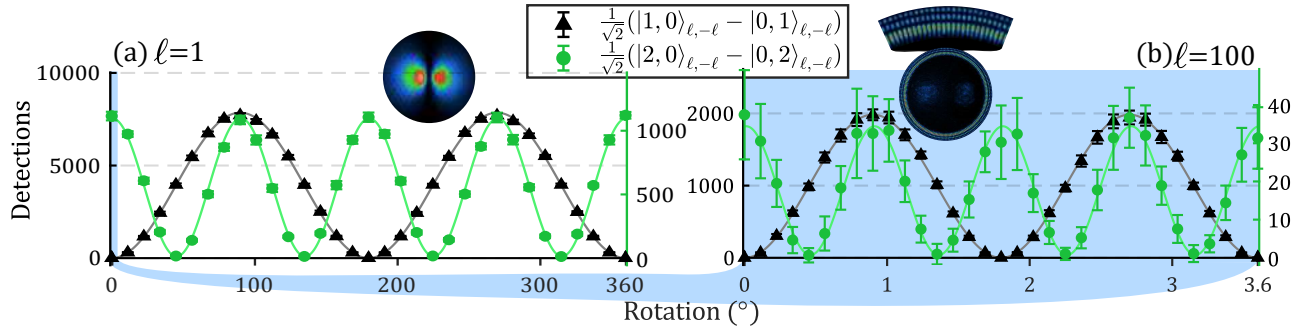 1/√2(|1,0⟩ℓ,−ℓ − |0,1⟩ℓ,−ℓ)
1/√2(|2,0⟩ℓ,−ℓ − |0,2⟩ℓ,−ℓ)
(a) ℓ=1
(b) ℓ=100
Detections
10000
5000
0
1000
500
0
0 100 200 300 360
2000
1000
0
40
30
20
10
0
0 1 2 3 3.6
Rotation (°)